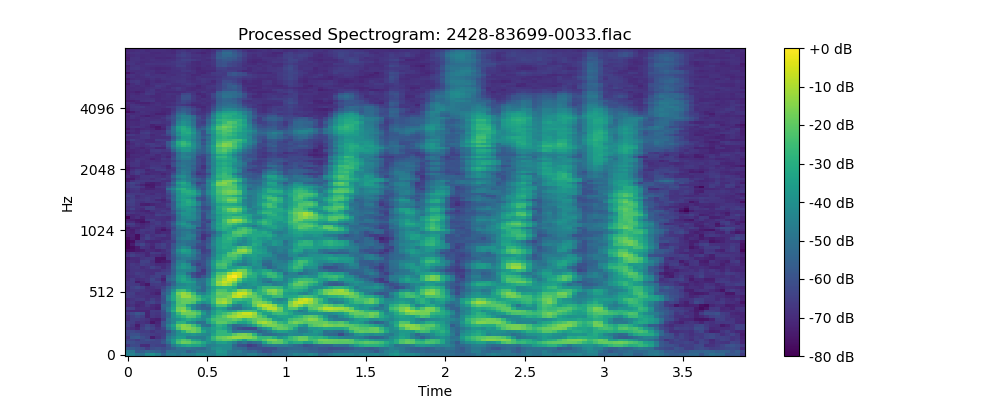 Processed Spectrogram: 2428-83699-0033.flac
Hz
4096
2048
1024
512
0
0 0.5 1 1.5 2 2.5 3 3.5
Time
+0 dB
-10 dB
-20 dB
-30 dB
-40 dB
-50 dB
-60 dB
-70 dB
-80 dB